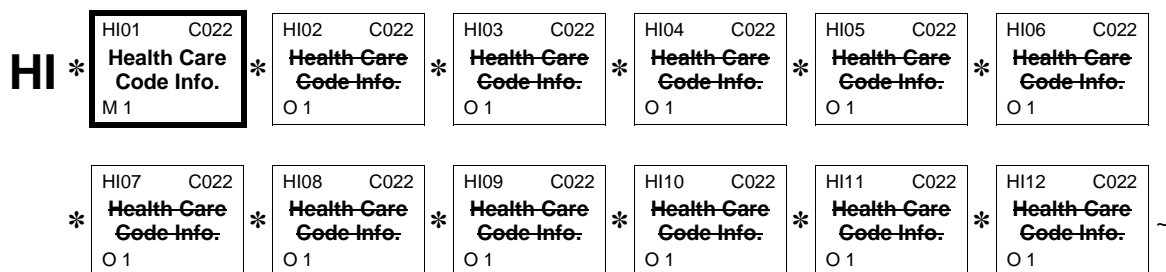 HI * HI01 C022 * HI02 C022 * HI03 C022 * HI04 C022 * HI05 C022 * HI06 C022
Health Care Health Care Health Care Health Care Health Care Health Care
Code Info. Code Info. Code Info. Code Info. Code Info. Code Info.
M 1 O 1 O 1 O 1 O 1 O 1
* HI07 C022 * HI08 C022 * HI09 C022 * HI10 C022 * HI11 C022 * HI12 C022 ~
Health Care Health Care Health Care Health Care Health Care Health Care
Code Info. Code Info. Code Info. Code Info. Code Info. Code Info.
O 1 O 1 O 1 O 1 O 1 O 1